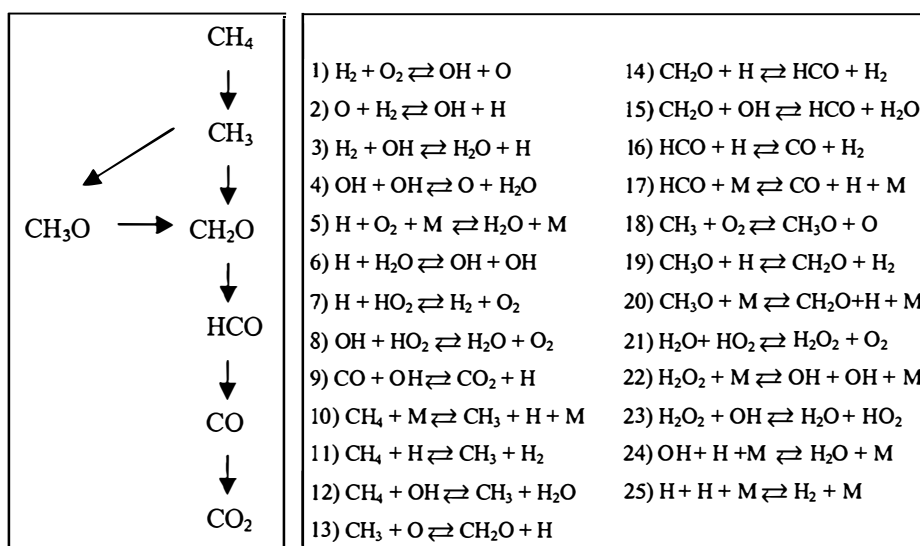 CH₄
CH₃
CH₃O
CH₂O
HCO
CO
CO₂
1) H₂ + O₂ ⇄ OH + O
2) O + H₂ ⇄ OH + H
3) H₂ + OH ⇄ H₂O + H
4) OH + OH ⇄ O + H₂O
5) H + O₂ + M ⇄ H₂O + M
6) H + H₂O ⇄ OH + OH
7) H + HO₂ ⇄ H₂ + O₂
8) OH + HO₂ ⇄ H₂O + O₂
9) CO + OH ⇄ CO₂ + H
10) CH₄ + M ⇄ CH₃ + H + M
11) CH₄ + H ⇄ CH₃ + H₂
12) CH₄ + OH ⇄ CH₃ + H₂O
13) CH₃ + O ⇄ CH₂O + H
14) CH₂O + H ⇄ HCO + H₂
15) CH₂O + OH ⇄ HCO + H₂O
16) HCO + H ⇄ CO + H₂
17) HCO + M ⇄ CO + H + M
18) CH₃ + O₂ ⇄ CH₃O + O
19) CH₃O + H ⇄ CH₂O + H₂
20) CH₃O + M ⇄ CH₂O+H + M
21) H₂O+ HO₂ ⇄ H₂O₂ + O₂
22) H₂O₂ + M ⇄ OH + OH + M
23) H₂O₂ + OH ⇄ H₂O + HO₂
24) OH+ H +M ⇄ H₂O + M
25) H + H + M ⇄ H₂ + M